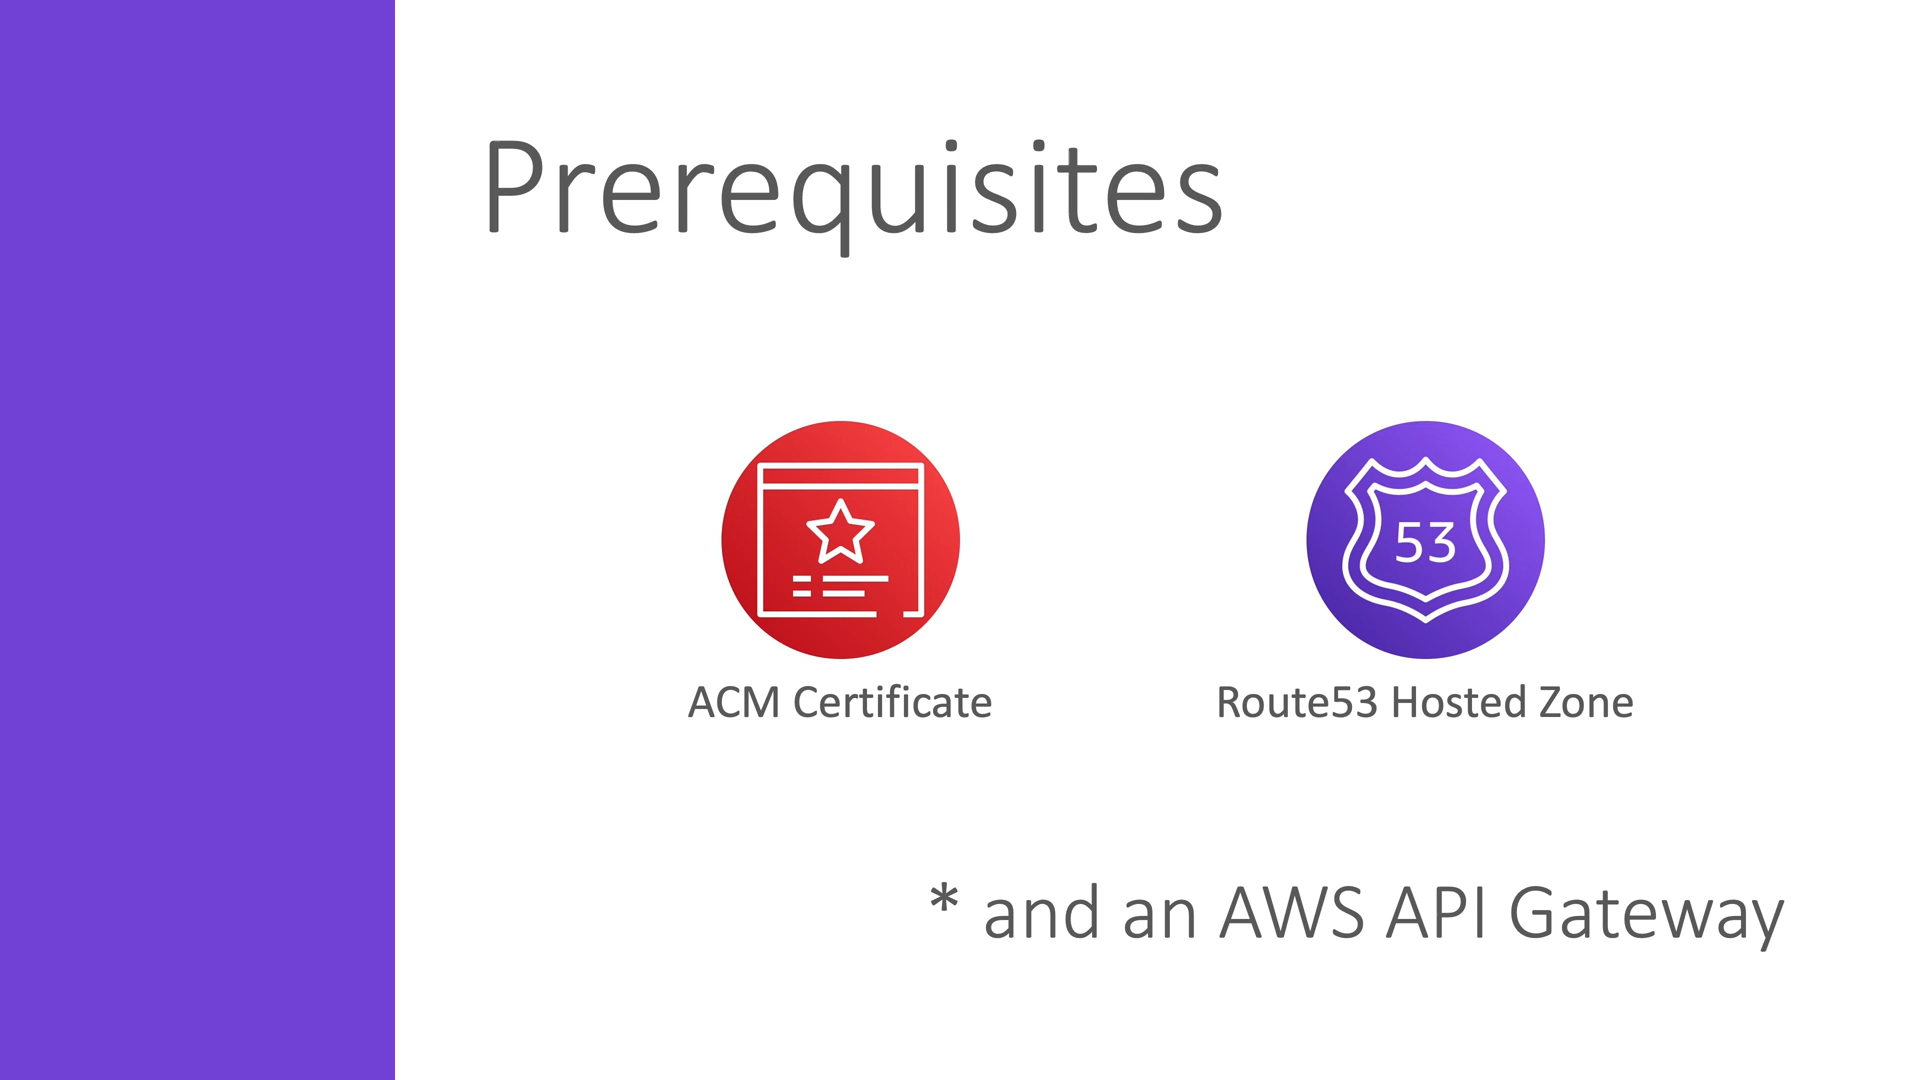 Prerequisites
53
ACM Certificate
Route53 Hosted Zone
* and an AWS API Gateway